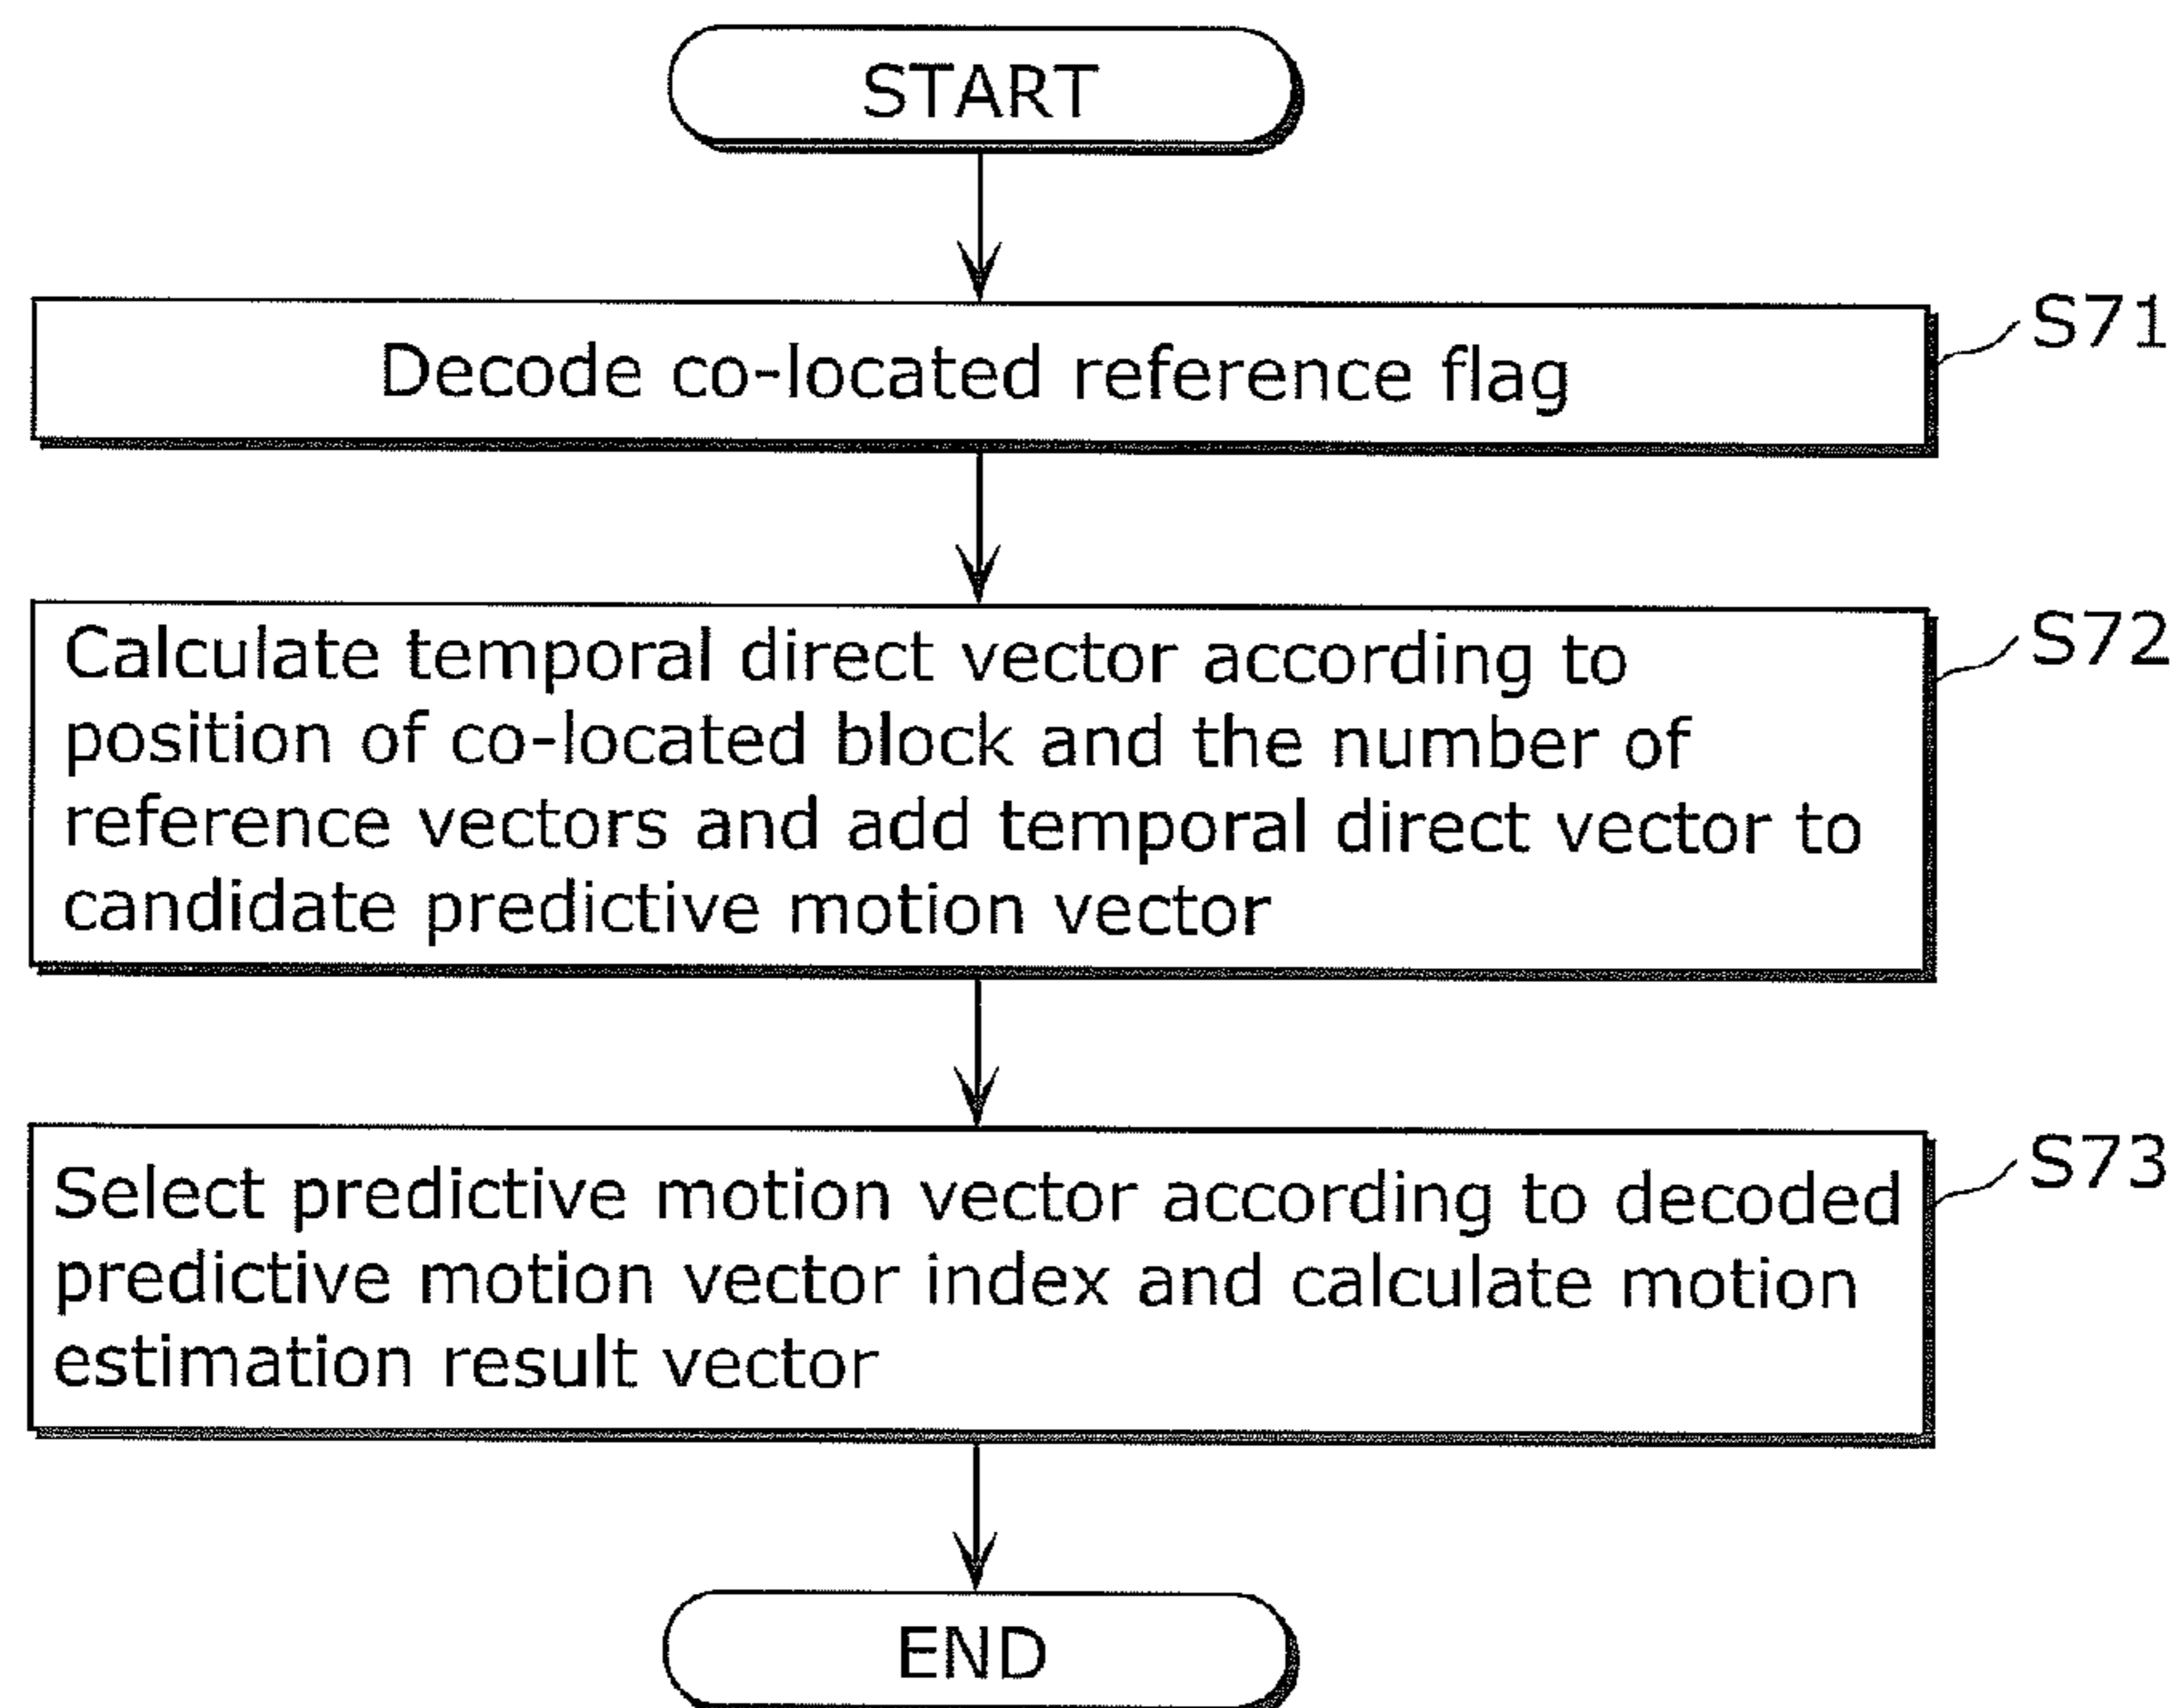 START
Decode co-located reference flag
S71
Calculate temporal direct vector according to
position of co-located block and the number of
reference vectors and add temporal direct vector to
candidate predictive motion vector
S72
Select predictive motion vector according to decoded
predictive motion vector index and calculate motion
estimation result vector
S73
END